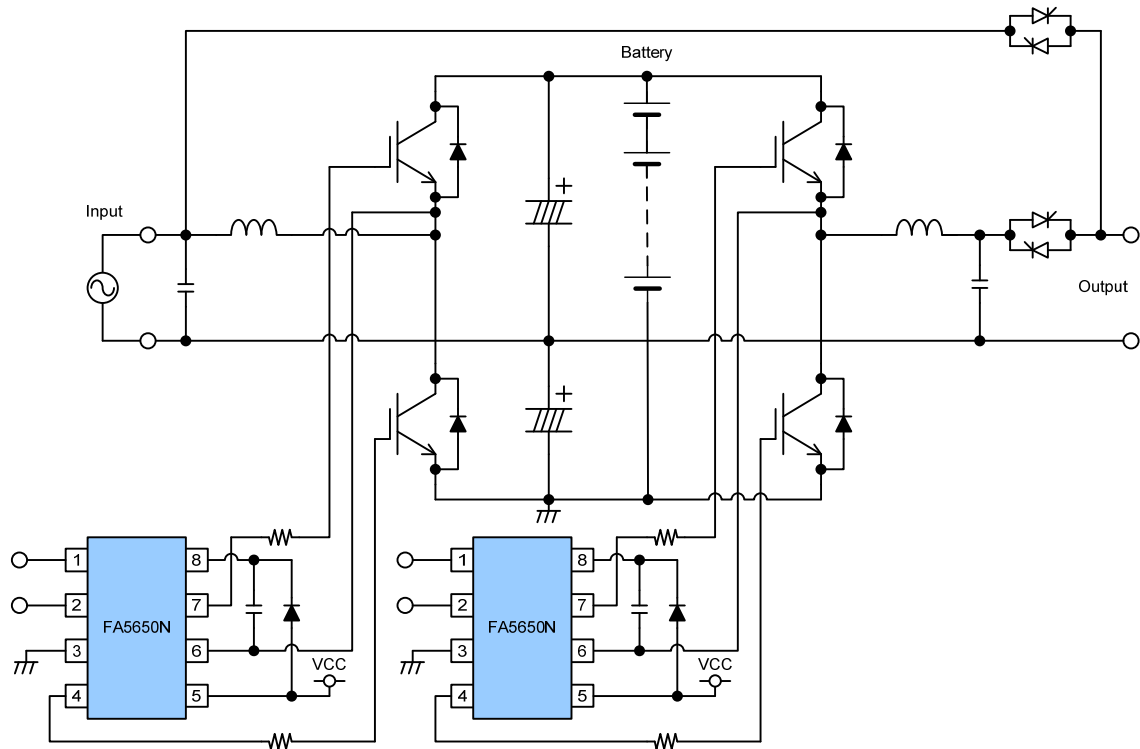 Battery
Input
+
+
Output
1 8 1 8
2 7 2 7
FA5650N FA5650N
3 6 3 6
VCC VCC
4 5 4 5